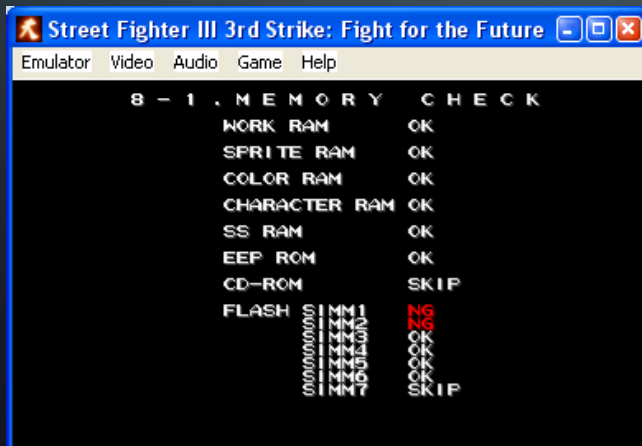 Street Fighter III 3rd Strike: Fight for the Future
Emulator Video Audio Game Help
8-1.MEMORY CHECK
WORK RAM OK
SPRITE RAM OK
COLOR RAM OK
CHARACTER RAM OK
SS RAM OK
EEP ROM OK
CD-ROM SKIP
FLASH SIMM1 NG
SIMM2 NG
SIMM3 OK
SIMM4 OK
SIMM5 OK
SIMM6 OK
SIMM7 SKIP